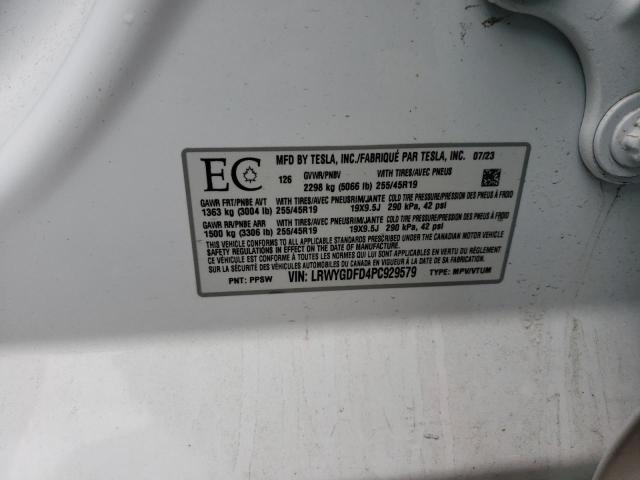 EC
MFD BY TESLA, INC./FABRIQUÉ PAR TESLA, INC. 07/23
126 GVWR/PNBV WITH TIRES/AVEC PNEUS
2298 kg (5066 lb) 255/45R19
GAWR FRT/PNBE AVT WITH TIRES/AVEC PNEUS RIM/JANTE COLD TIRE PRESSURE/PRESSION DES PNEUS À FROID
1363 kg (3004 lb) 255/45R19 19X9.5J 290 kPa, 42 psi
GAWR RR/PNBE ARR WITH TIRES/AVEC PNEUS RIM/JANTE COLD TIRE PRESSURE/PRESSION DES PNEUS À FROID
1500 kg (3306 lb) 255/45R19 19X9.5J 290 kPa, 42 psi
THIS VEHICLE CONFORMS TO ALL APPLICABLE STANDARDS PRESCRIBED UNDER THE CANADIAN MOTOR VEHICLE
SAFETY REGULATIONS IN EFFECT ON THE DATE OF MANUFACTURE
CE VÉHICULE EST CONFORME À TOUTES LES NORMES QUI LUI SONT APPLICABLES EN VERTU DU RÈGLEMENT
SUR LA SÉCURITÉ DES VÉHICULES AUTOMOBILES DU CANADA EN VIGUEUR À LA DATE DE SA FABRICATION
PNT: PPSW VIN: LRWYGDFD4PC929579 TYPE: MPV/VTUM